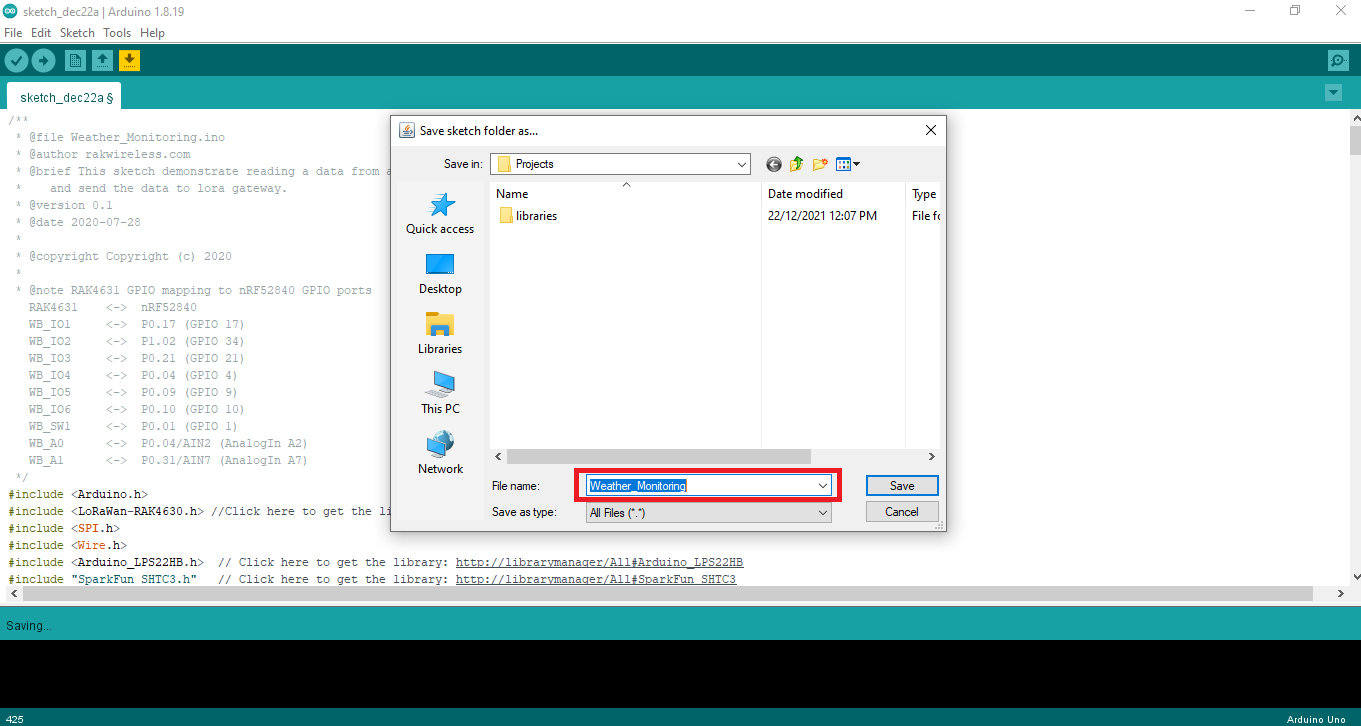 sketch_dec22a | Arduino 1.8.19
File Edit Sketch Tools Help
sketch_dec22a §
/**
* @file Weather_Monitoring.ino
* @author rakwireless.com
* @brief This sketch demonstrate reading a data from a
* and send the data to lora gateway.
* @version 0.1
* @date 2020-07-28
*
* @copyright Copyright (c) 2020
*
* @note RAK4631 GPIO mapping to nRF52840 GPIO ports
RAK4631 <-> nRF52840
WB_IO1 <-> P0.17 (GPIO 17)
WB_IO2 <-> P1.02 (GPIO 34)
WB_IO3 <-> P0.21 (GPIO 21)
WB_IO4 <-> P0.04 (GPIO 4)
WB_IO5 <-> P0.09 (GPIO 9)
WB_IO6 <-> P0.10 (GPIO 10)
WB_SW1 <-> P0.01 (GPIO 1)
WB_A0 <-> P0.04/AIN2 (AnalogIn A2)
WB_A1 <-> P0.31/AIN7 (AnalogIn A7)
*/
#include <Arduino.h>
#include <LoRaWan-RAK4630.h> //Click here to get the li
#include <SPI.h>
#include <Wire.h>
#include <Arduino_LPS22HB.h> // Click here to get the library: http://librarymanager/All#Arduino_LPS22HB
#include "SparkFun_SHTC3.h" // Click here to get the library: http://librarymanager/All#SparkFun_SHTC3
Save sketch folder as...
Save in: Projects
Quick access
Desktop
Libraries
This PC
Network
Name Date modified Type
libraries 22/12/2021 12:07 PM File fo
File name: Weather_Monitoring Save
Save as type: All Files (*.*) Cancel
Saving...
425 Arduino Uno